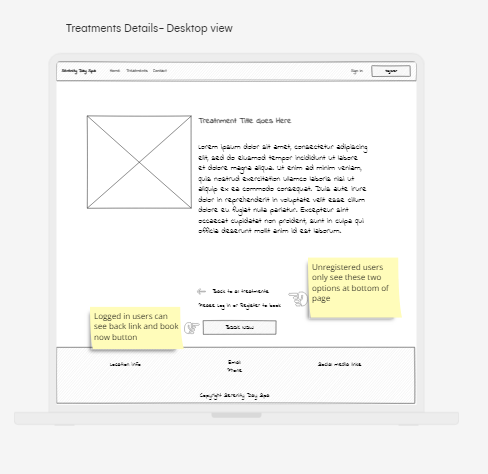 Treatments Details- Desktop view
Serenity Day Spa Home Treatments Contact Sign in Register
Treatment Title Goes Here
Lorem ipsum dolor sit amet, consectetur adipiscing
elit, sed do eiusmod tempor incididunt ut labore
et dolore magna aliqua. Ut enim ad minim veniam,
quis nostrud exercitation ullamco laboris nisi ut
aliquip ex ea commodo consequat. Duis aute irure
dolor in reprehenderit in voluptate velit esse cillum
dolore eu fugiat nulla pariatur. Excepteur sint
occaecat cupidatat non proident, sunt in culpa qui
officia deserunt mollit anim id est laborum.
Unregistered users
only see these two
options at bottom of
page
Back to all treatments
Please Log in or Register to book
Logged in users can
see back link and book
now button
Book now
Location Info
Email
Phone
Social media links
Copyright Serenity Day Spa